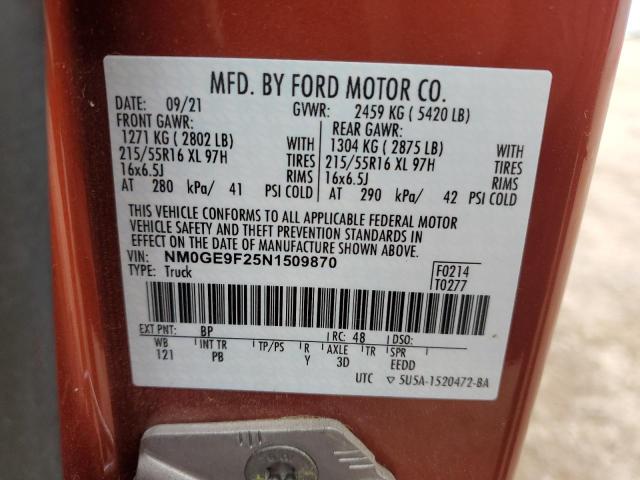 MFD. BY FORD MOTOR CO.
DATE: 09/21 GVWR: 2459 KG ( 5420 LB)
FRONT GAWR: REAR GAWR:
1271 KG ( 2802 LB) WITH 1304 KG ( 2875 LB) WITH
215/55R16 XL 97H TIRES 215/55R16 XL 97H TIRES
16x6.5J RIMS 16x6.5J RIMS
AT 280 kPa/ 41 PSI COLD AT 290 kPa/ 42 PSI COLD
THIS VEHICLE CONFORMS TO ALL APPLICABLE FEDERAL MOTOR
VEHICLE SAFETY AND THEFT PREVENTION STANDARDS IN
EFFECT ON THE DATE OF MANUFACTURE SHOWN ABOVE.
VIN: NM0GE9F25N1509870
TYPE: Truck
F0214
T0277
EXT PNT: BP RC: 48 DSO:
WB INT TR TP/PS R AXLE TR SPR
121 PB Y 3D EEDD
UTC ▽ 5U5A-1520472-BA